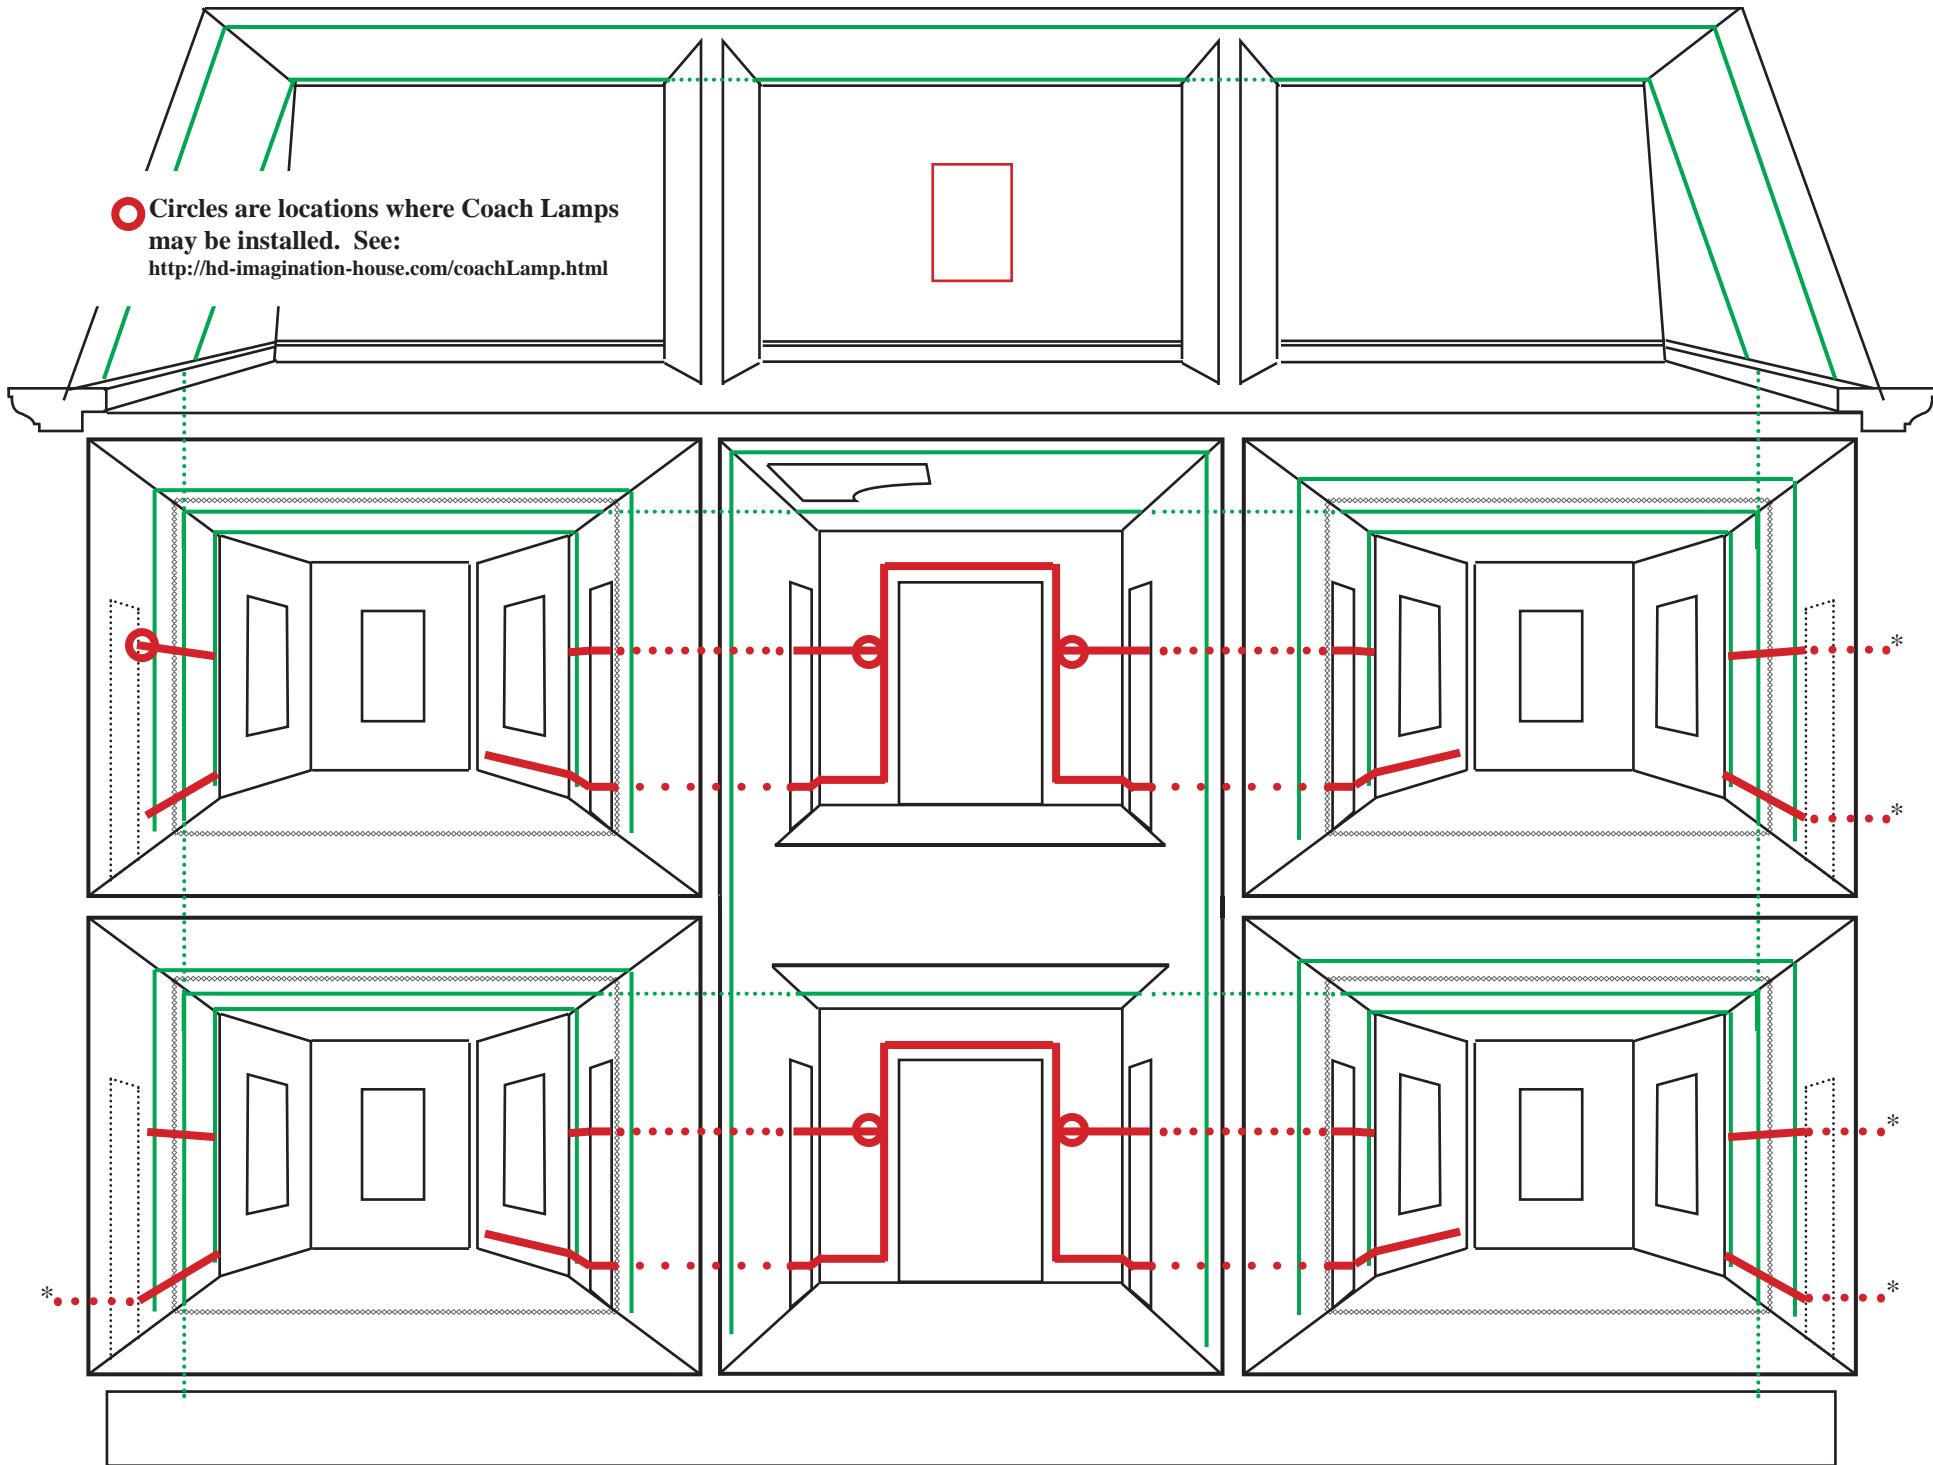 Circles are locations where Coach Lamps
may be installed. See:
http://hd-imagination-house.com/coachLamp.html
*
*
*
*
*